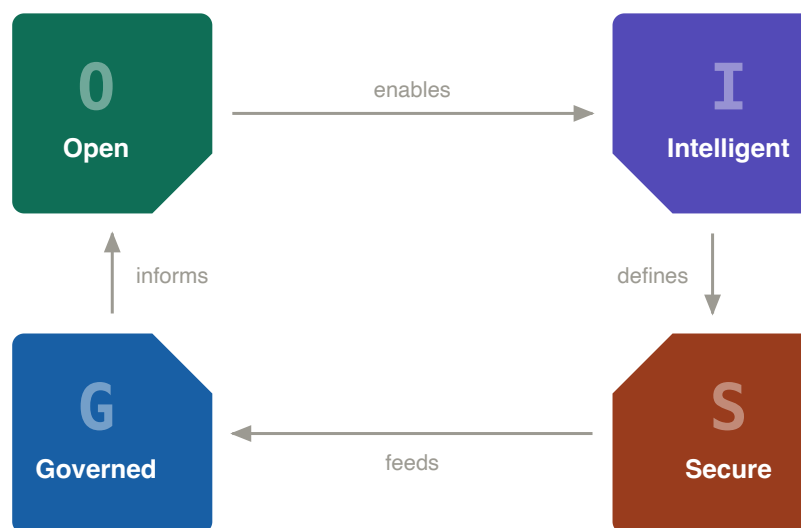 O
Open
enables
I
Intelligent
informs
defines
G
Governed
feeds
S
Secure